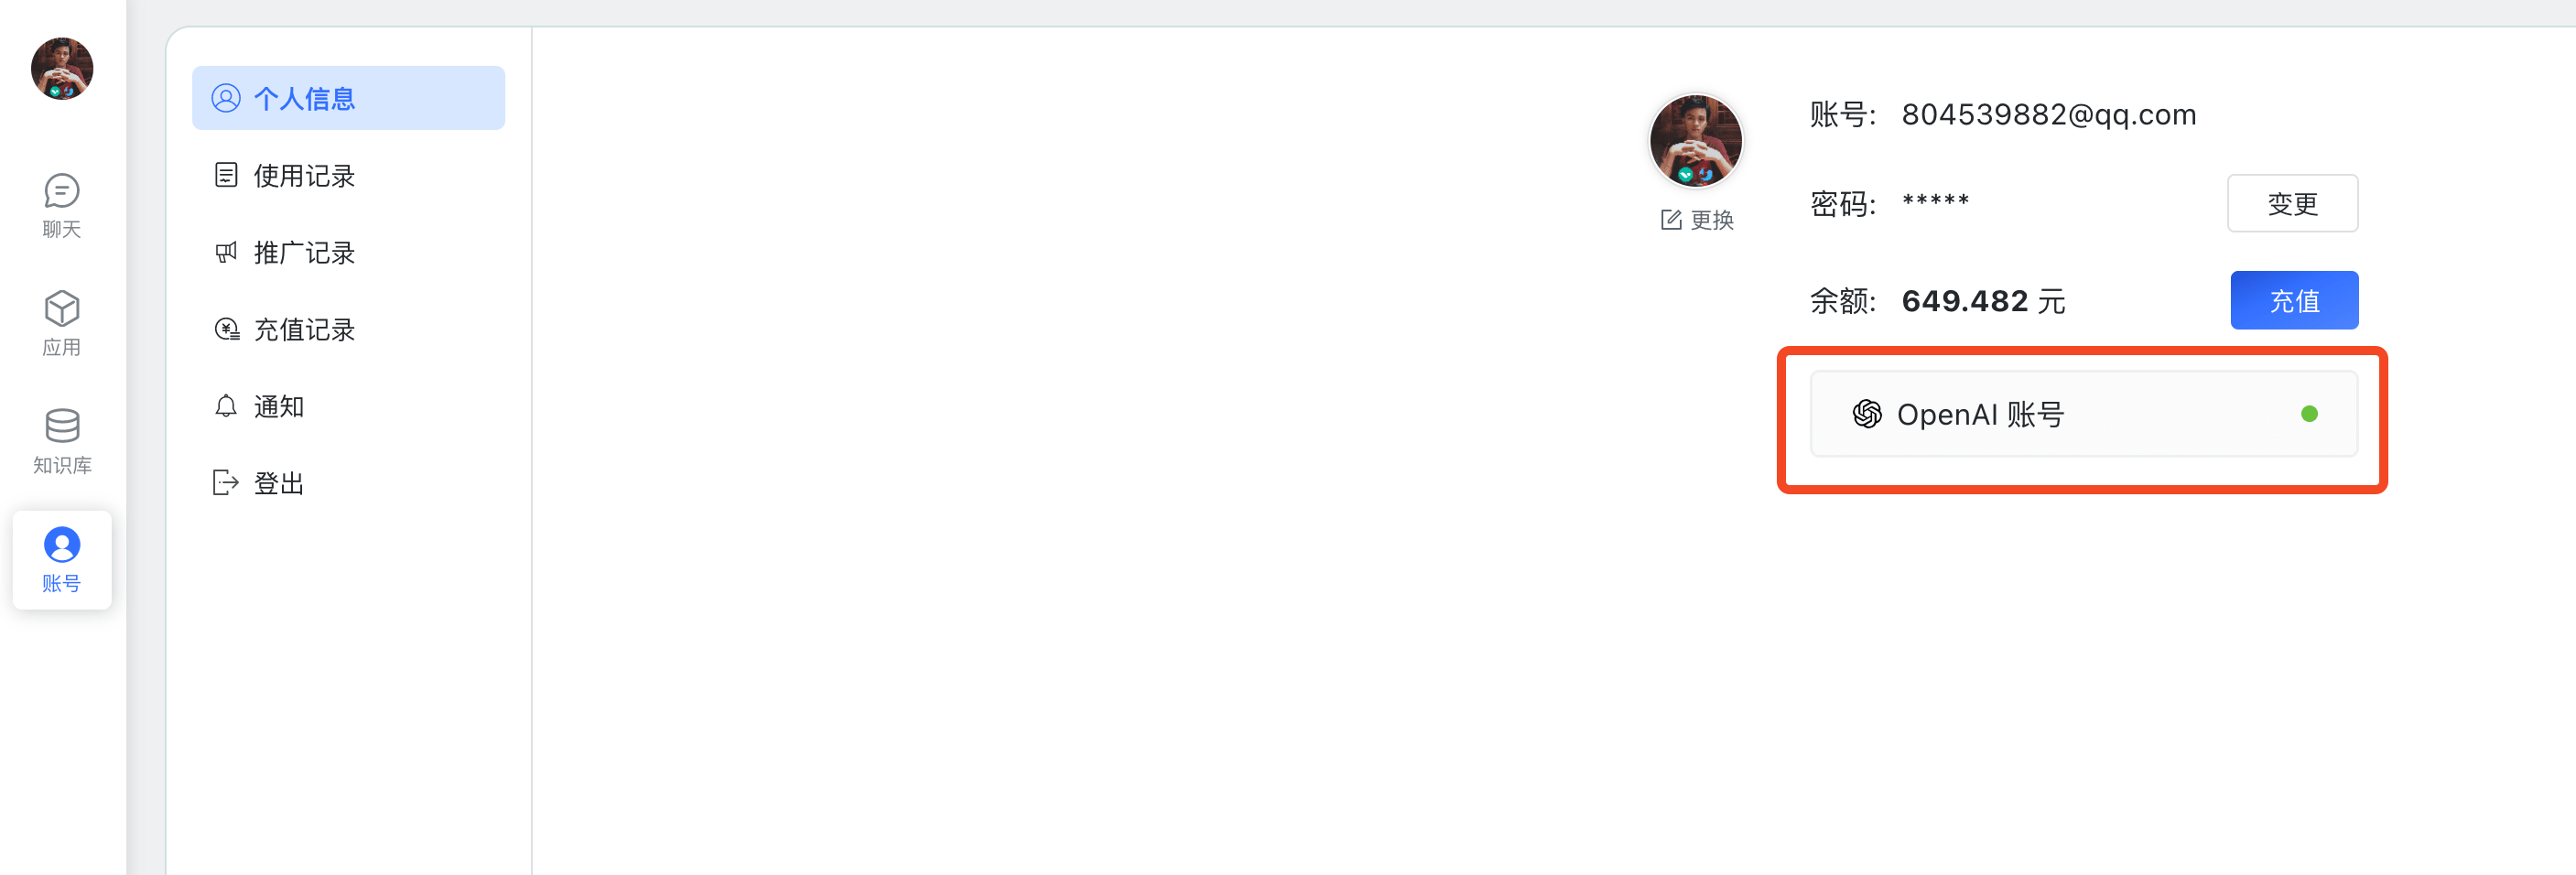 聊天
应用
知识库
账号
个人信息
使用记录
推广记录
充值记录
通知
登出
更换
账号: 804539882@qq.com
密码: *****
变更
余额: 649.482 元
充值
OpenAI 账号